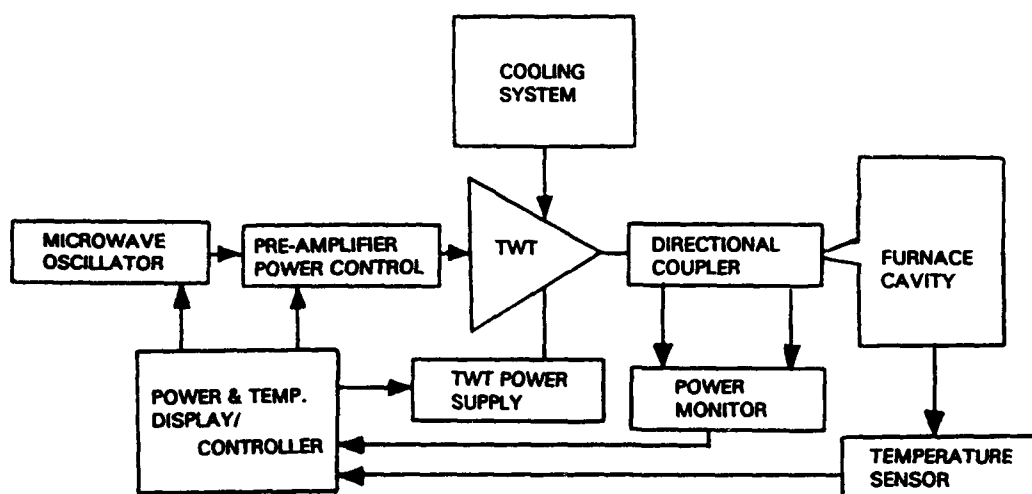 COOLING
SYSTEM
MICROWAVE
OSCILLATOR
PRE-AMPLIFIER
POWER CONTROL
TWT
DIRECTIONAL
COUPLER
FURNACE
CAVITY
POWER & TEMP.
DISPLAY/
CONTROLLER
TWT POWER
SUPPLY
POWER
MONITOR
TEMPERATURE
SENSOR